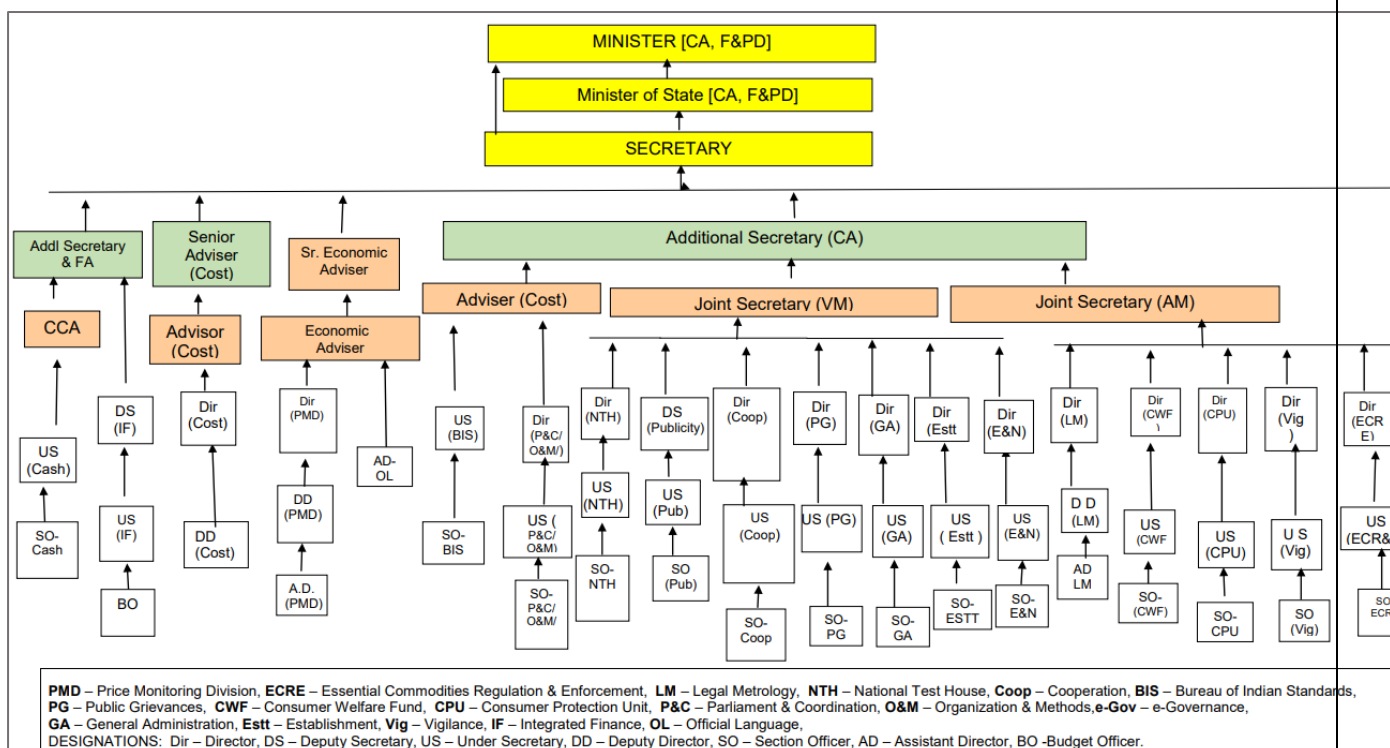 MINISTER [CA, F&PD]
Minister of State [CA, F&PD]
SECRETARY
Addl Secretary
& FA
Senior
Adviser
(Cost)
Sr. Economic
Adviser
Additional Secretary (CA)
CCA
Advisor
(Cost)
Economic
Adviser
Adviser (Cost)
Joint Secretary (VM)
Joint Secretary (AM)
DS
(IF)
Dir
(Cost)
Dir
(PMD)
AD-
OL
US
(BIS)
Dir
(P&C/
O&M/)
Dir
(NTH)
DS
(Publicity)
Dir
(Coop)
Dir
(PG)
Dir
(GA)
Dir
(Estt
Dir
(E&N)
Dir
(LM)
Dir
(CWF
)
Dir
(CPU)
Dir
(Vig
)
Dir
(ECR
E)
US
(Cash)
US
(IF)
DD
(Cost)
DD
(PMD)
SO-
BIS
US (
P&C/
O&M)
US
(NTH)
US
(Pub)
US
(Coop)
US (PG)
US
(GA)
US
( Estt )
US
(E&N)
D D
(LM)
US
(CWF
US
(CPU)
U S
(Vig)
US
(ECR&
SO-
Cash
BO
A.D.
(PMD)
SO-
P&C/
O&M/
SO-
NTH
SO
(Pub)
SO-
Coop
SO-
PG
SO-
GA
SO-
ESTT
SO-
E&N
AD
LM
SO-
(CWF)
SO-
CPU
SO
(Vig)
SO
ECR
PMD – Price Monitoring Division, ECRE – Essential Commodities Regulation & Enforcement, LM – Legal Metrology, NTH – National Test House, Coop – Cooperation, BIS – Bureau of Indian Standards,
PG – Public Grievances, CWF – Consumer Welfare Fund, CPU – Consumer Protection Unit, P&C – Parliament & Coordination, O&M – Organization & Methods,e-Gov – e-Governance,
GA – General Administration, Estt – Establishment, Vig – Vigilance, IF – Integrated Finance, OL – Official Language,
DESIGNATIONS: Dir – Director, DS – Deputy Secretary, US – Under Secretary, DD – Deputy Director, SO – Section Officer, AD – Assistant Director, BO -Budget Officer.